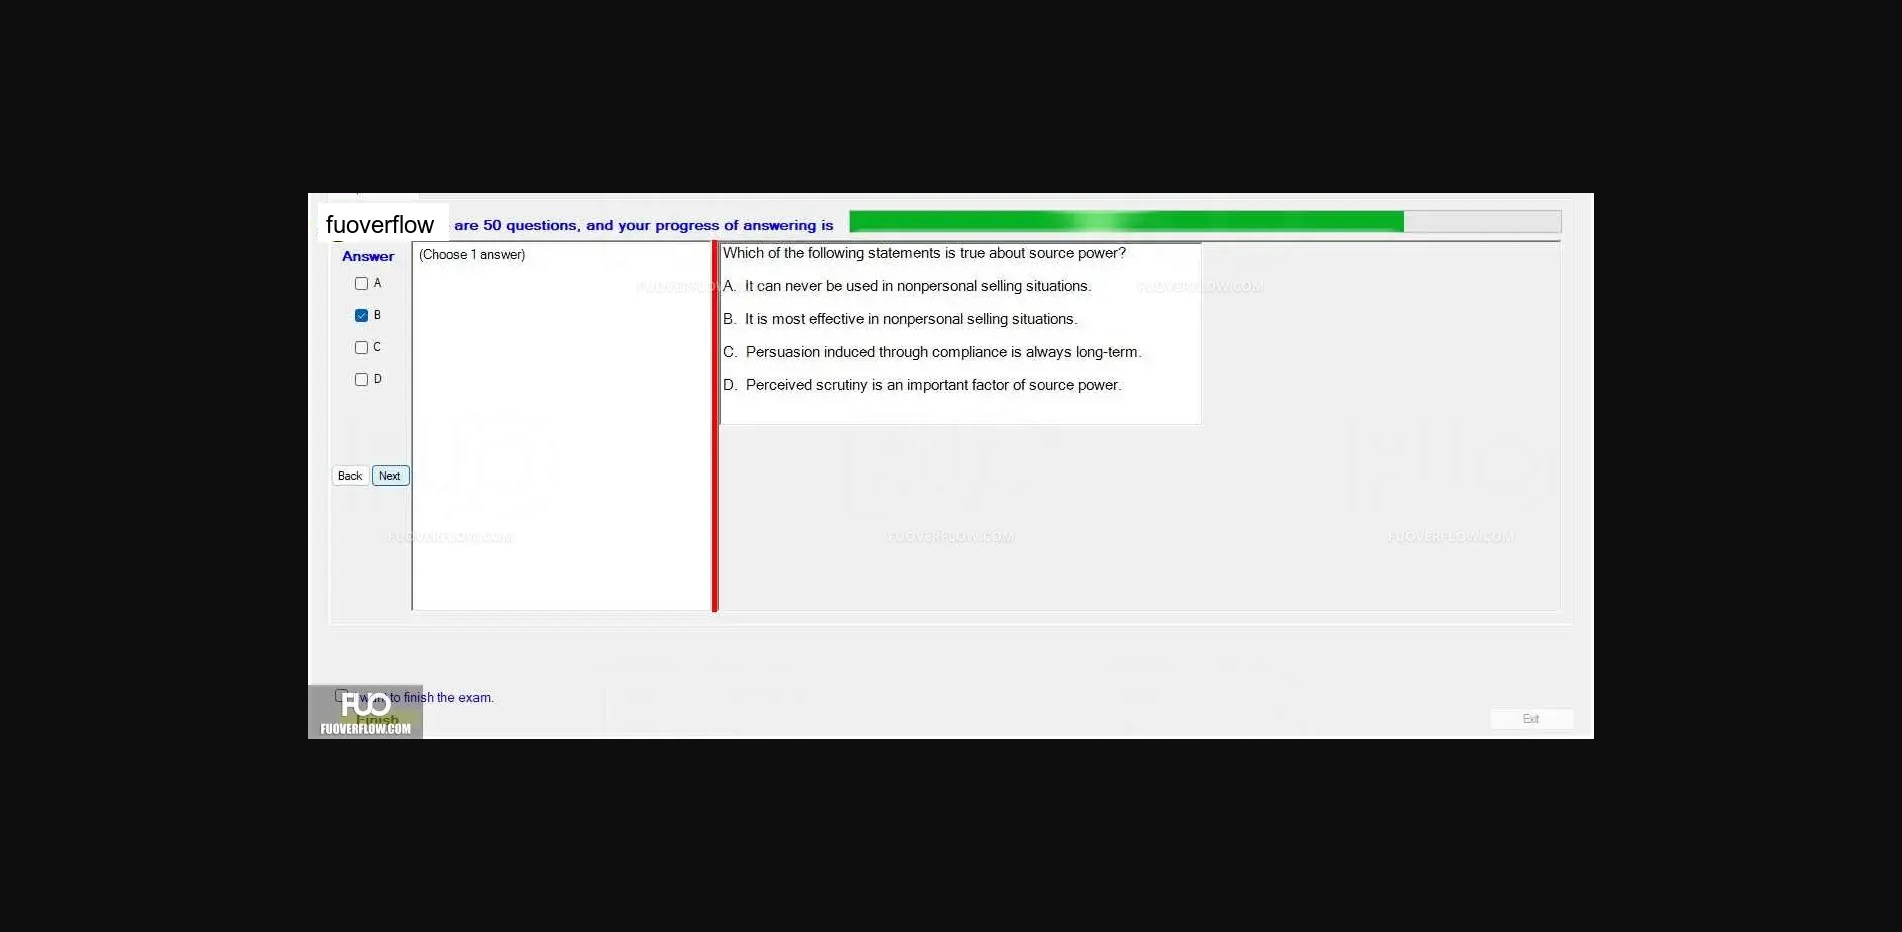 fuoverflow are 50 questions, and your progress of answering is
Answer
(Choose 1 answer)
A
B
C
D
Back Next
Which of the following statements is true about source power?
A. It can never be used in nonpersonal selling situations.
B. It is most effective in nonpersonal selling situations.
C. Persuasion induced through compliance is always long-term.
D. Perceived scrutiny is an important factor of source power.
FUOVERFLOW.COM
FUOVERFLOW.COM
FUOVERFLOW.COM
FUOVERFLOW.COM
FUOVERFLOW.COM
I want to finish the exam.
FUO
Finish
FUOVERFLOW.COM
Exit